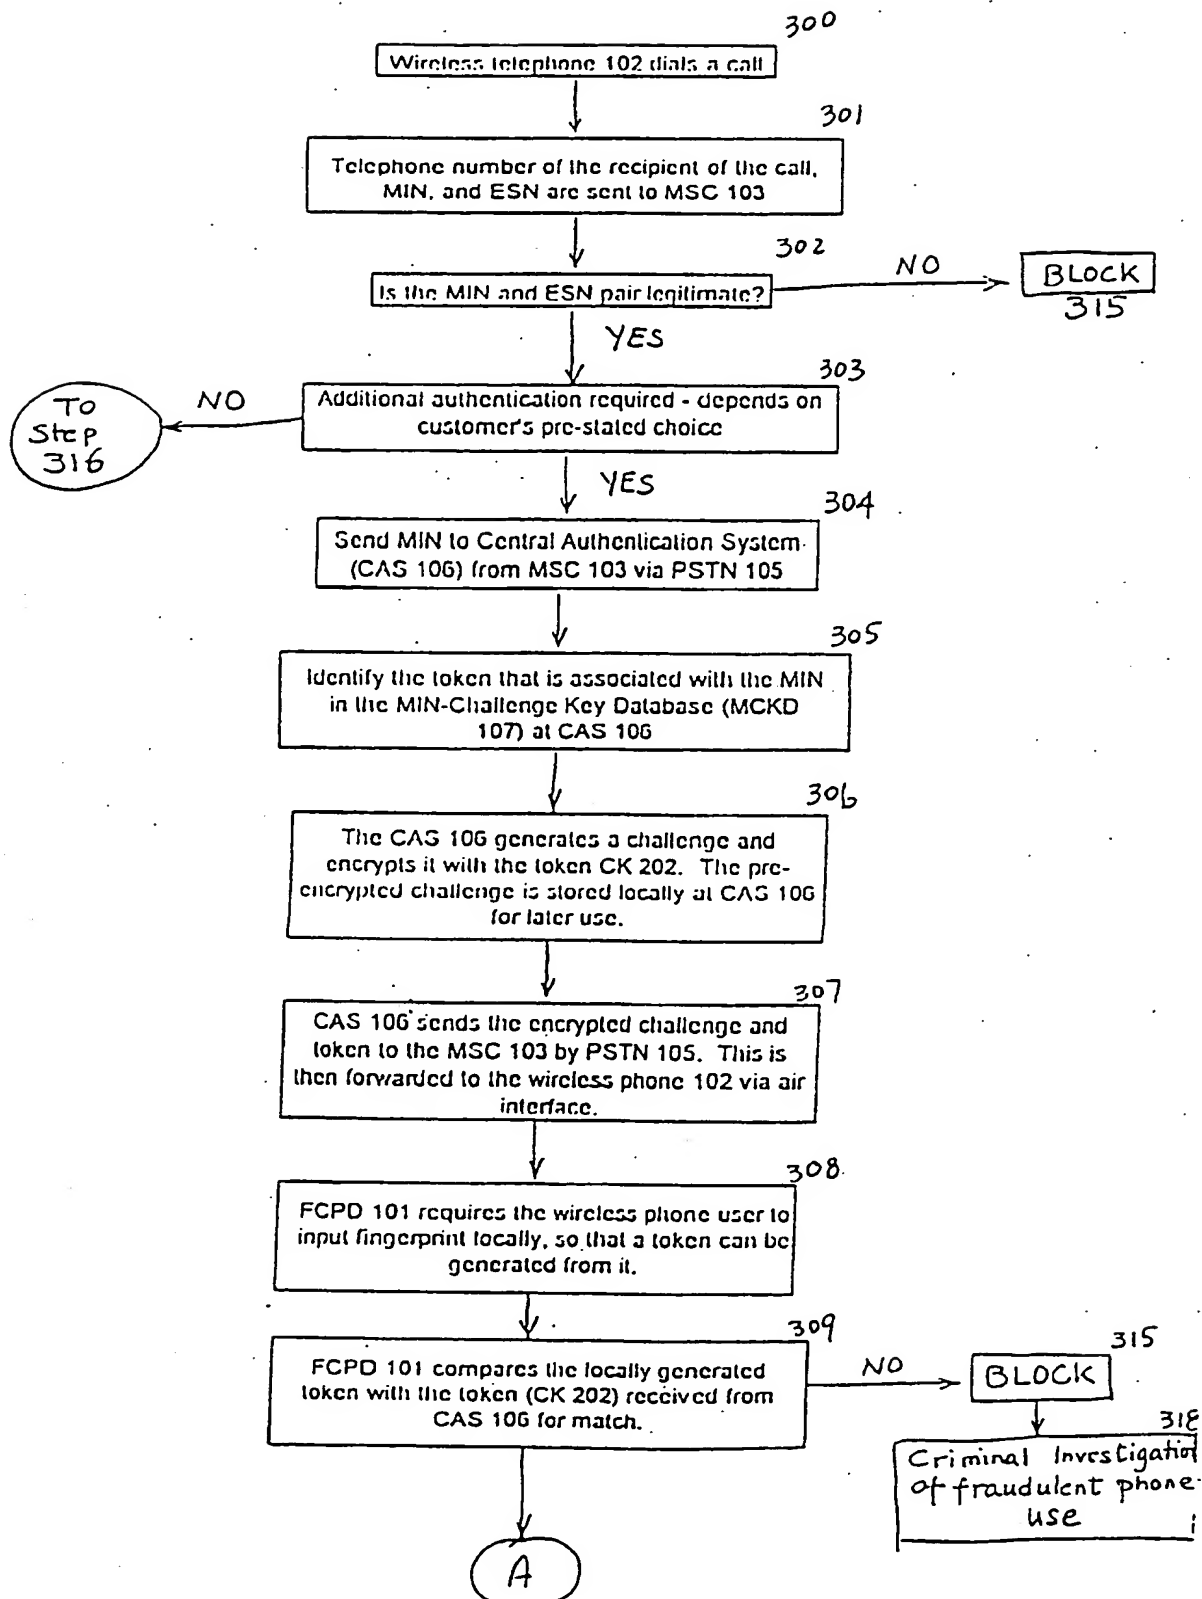 300
Wireless telephone 102 dials a call
301
Telephone number of the recipient of the call,
MIN, and ESN are sent to MSC 103
302
Is the MIN and ESN pair legitimate?
NO
BLOCK
315
YES
303
Additional authentication required - depends on
customer's pre-stated choice
NO
TO
Step
316
YES
304
Send MIN to Central Authentication System
(CAS 106) from MSC 103 via PSTN 105
305
Identify the token that is associated with the MIN
in the MIN-Challenge Key Database (MCKD
107) at CAS 106
306
The CAS 106 generates a challenge and
encrypts it with the token CK 202. The pre-
encrypted challenge is stored locally at CAS 106
for later use.
307
CAS 106 sends the encrypted challenge and
token to the MSC 103 by PSTN 105. This is
then forwarded to the wireless phone 102 via air
interface.
308
FCPD 101 requires the wireless phone user to
input fingerprint locally, so that a token can be
generated from it.
309
FCPD 101 compares the locally generated
token with the token (CK 202) received from
CAS 106 for match.
NO
315
BLOCK
318
Criminal Investigation
of fraudulent phone
use
A